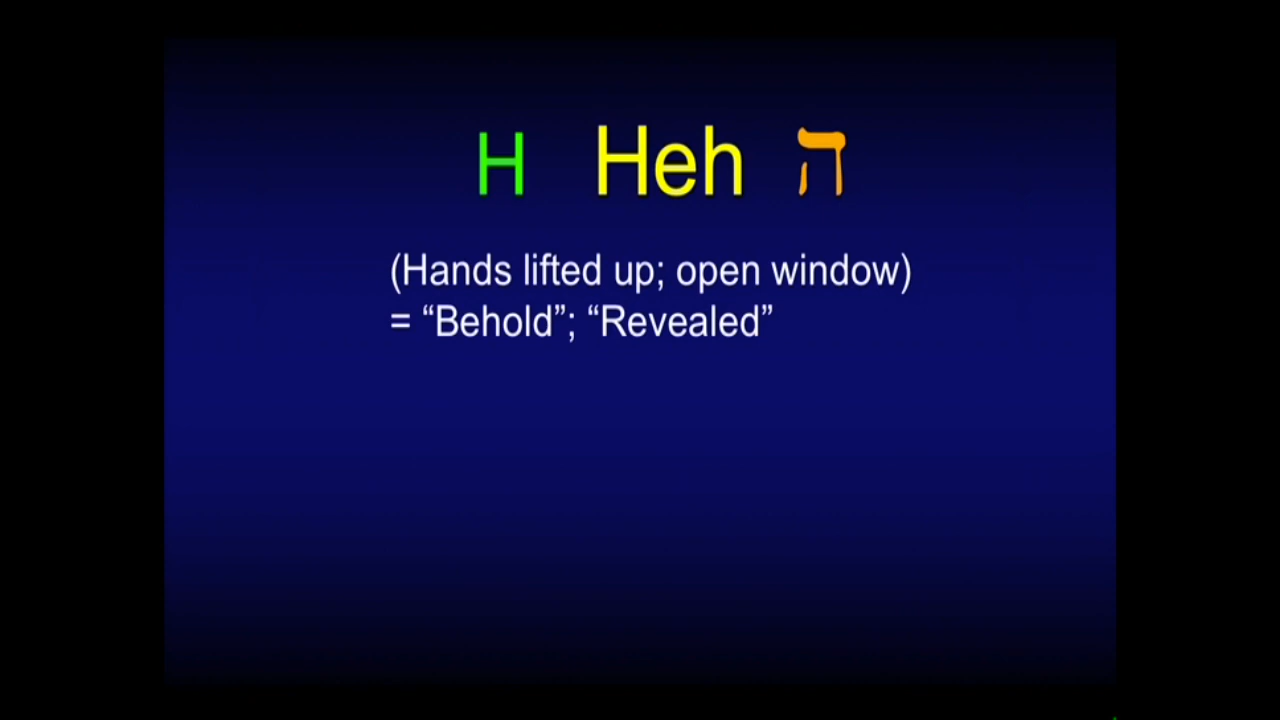 H Heh ה
(Hands lifted up; open window)
= “Behold”; “Revealed”